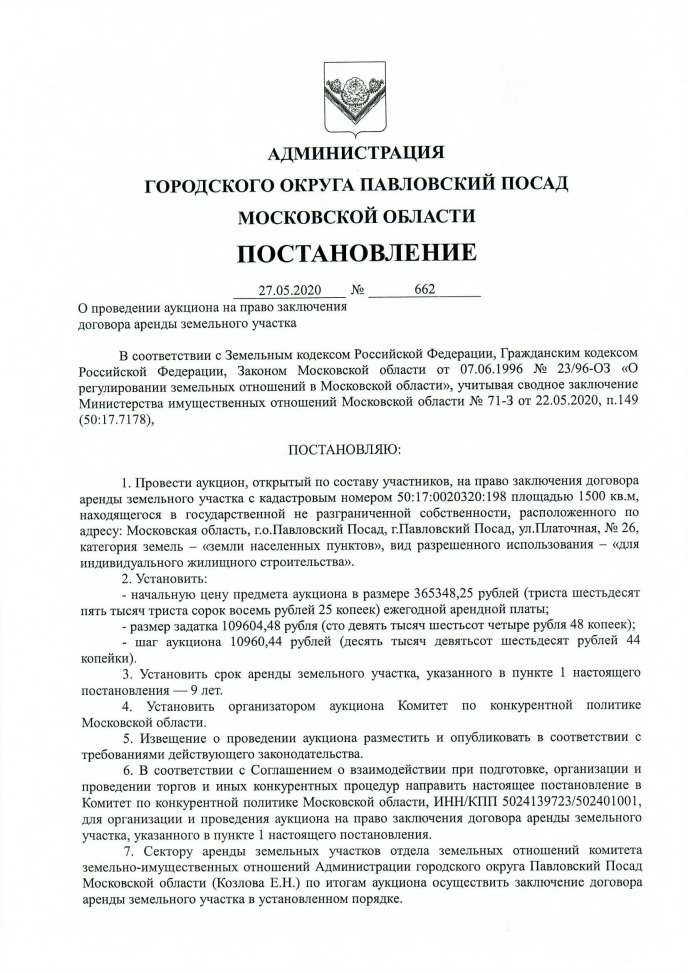 АДМИНИСТРАЦИЯ
ГОРОДСКОГО ОКРУГА ПАВЛОВСКИЙ ПОСАД
МОСКОВСКОЙ ОБЛАСТИ
ПОСТАНОВЛЕНИЕ
27.05.2020 № 662
О проведении аукциона на право заключения
договора аренды земельного участка
В соответствии с Земельным кодексом Российской Федерации, Гражданским кодексом
Российской Федерации, Законом Московской области от 07.06.1996 № 23/96-ОЗ «О
регулировании земельных отношений в Московской области», учитывая сводное заключение
Министерства имущественных отношений Московской области № 71-З от 22.05.2020, п.149
(50:17.7178),
ПОСТАНОВЛЯЮ:
1. Провести аукцион, открытый по составу участников, на право заключения договора
аренды земельного участка с кадастровым номером 50:17:0020320:198 площадью 1500 кв.м,
находящегося в государственной не разграниченной собственности, расположенного по
адресу: Московская область, г.о.Павловский Посад, г.Павловский Посад, ул.Платочная, № 26,
категория земель – «земли населенных пунктов», вид разрешенного использования – «для
индивидуального жилищного строительства».
2. Установить:
- начальную цену предмета аукциона в размере 365348,25 рублей (триста шестьдесят
пять тысяч триста сорок восемь рублей 25 копеек) ежегодной арендной платы;
- размер задатка 109604,48 рубля (сто девять тысяч шестьсот четыре рубля 48 копеек);
- шаг аукциона 10960,44 рублей (десять тысяч девятьсот шестьдесят рублей 44
копейки).
3. Установить срок аренды земельного участка, указанного в пункте 1 настоящего
постановления — 9 лет.
4. Установить организатором аукциона Комитет по конкурентной политике
Московской области.
5. Извещение о проведении аукциона разместить и опубликовать в соответствии с
требованиями действующего законодательства.
6. В соответствии с Соглашением о взаимодействии при подготовке, организации и
проведении торгов и иных конкурентных процедур направить настоящее постановление в
Комитет по конкурентной политике Московской области, ИНН/КПП 5024139723/502401001,
для организации и проведения аукциона на право заключения договора аренды земельного
участка, указанного в пункте 1 настоящего постановления.
7. Сектору аренды земельных участков отдела земельных отношений комитета
земельно-имущественных отношений Администрации городского округа Павловский Посад
Московской области (Козлова Е.Н.) по итогам аукциона осуществить заключение договора
аренды земельного участка в установленном порядке.